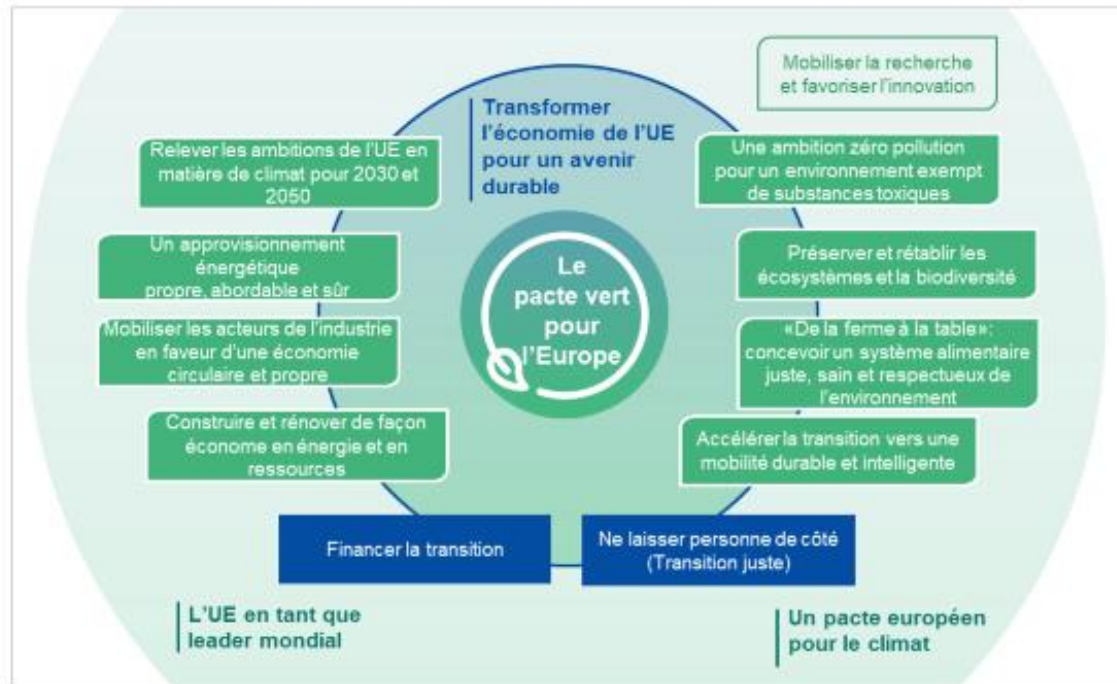 Mobiliser la recherche
et favoriser l'innovation
Transformer
l'économie de l'UE
pour un avenir
durable
Relever les ambitions de l'UE en
matière de climat pour 2030 et
2050
Une ambition zéro pollution
pour un environnement exempt
de substances toxiques
Un approvisionnement
énergétique
propre, abordable et sûr
Préserver et rétablir les
écosystèmes et la biodiversité
Le
pacte vert
pour
l'Europe
Mobiliser les acteurs de l'industrie
en faveur d'une économie
circulaire et propre
«De la ferme à la table»:
concevoir un système alimentaire
juste, sain et respectueux de
l'environnement
Construire et rénover de façon
économe en énergie et en
ressources
Accélérer la transition vers une
mobilité durable et intelligente
Financer la transition
Ne laisser personne de côté
(Transition juste)
L'UE en tant que
leader mondial
Un pacte européen
pour le climat